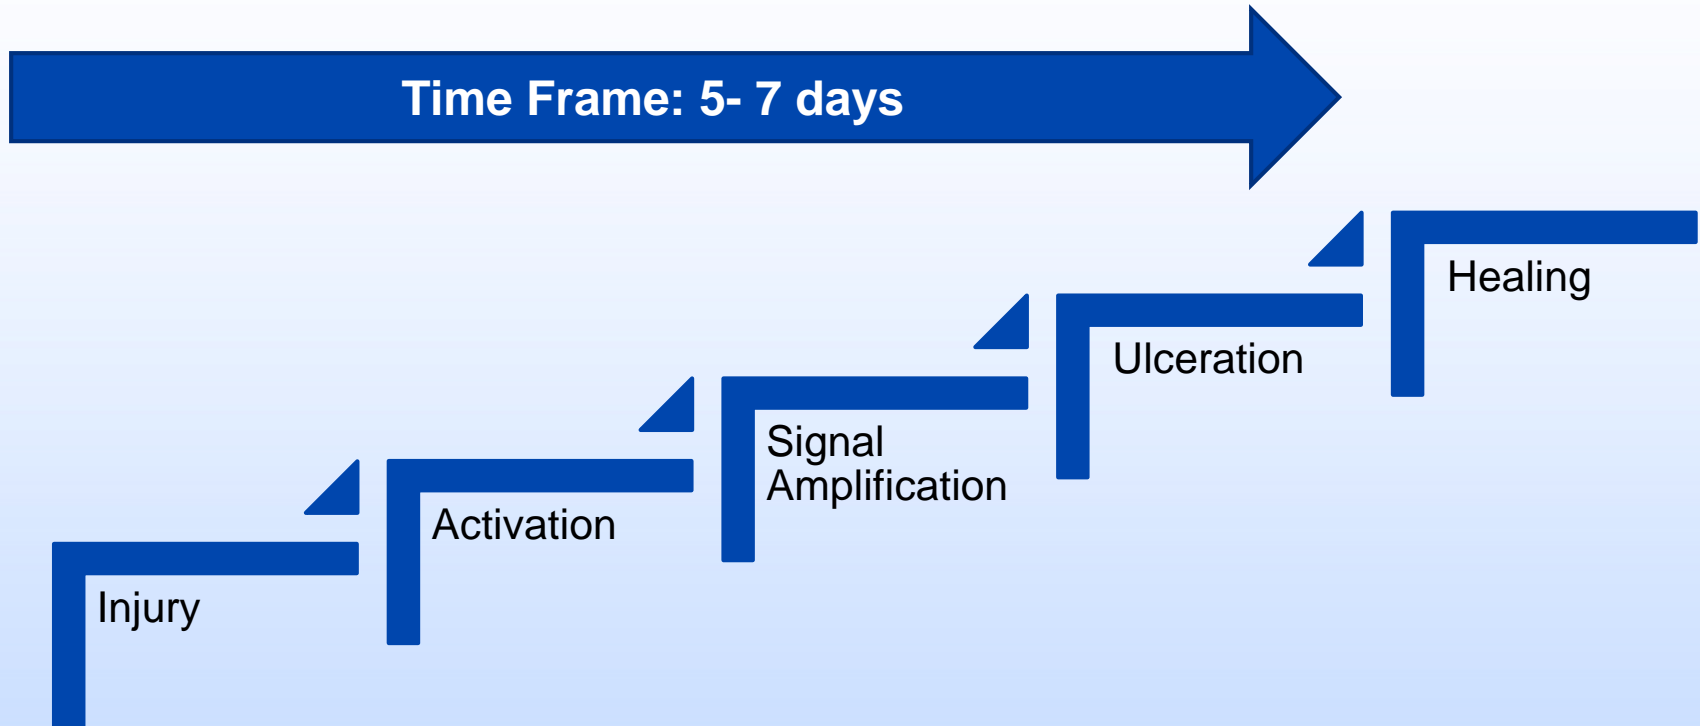 Time Frame: 5- 7 days
Healing
Ulceration
Signal
Amplification
Activation
Injury